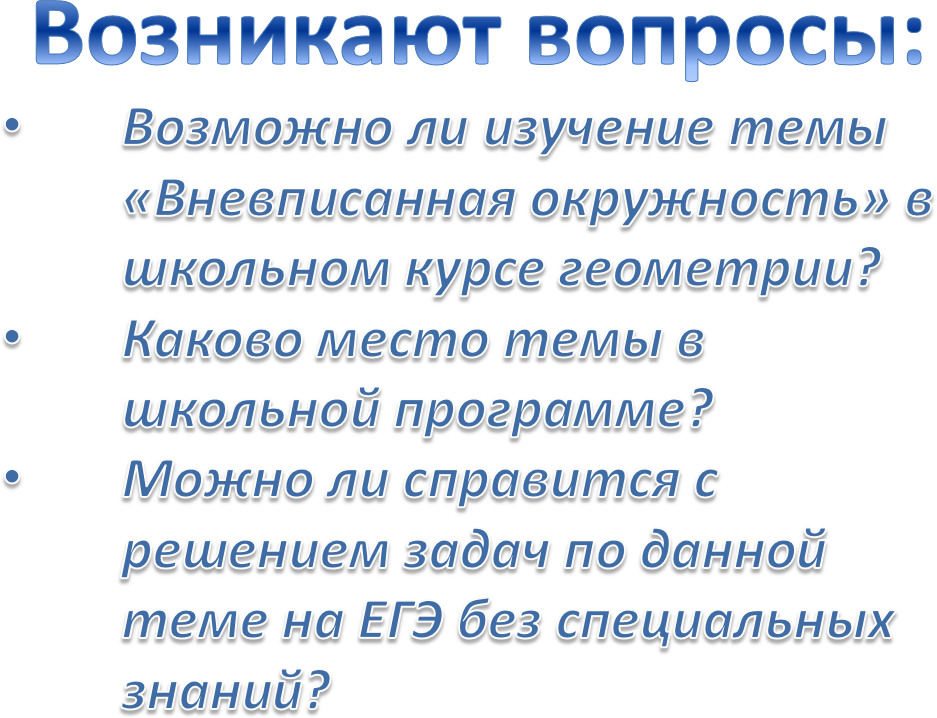 Возникают вопросы:
• Возможно ли изучение темы
«Вневписанная окружность» в
школьном курсе геометрии?
• Каково место темы в
школьной программе?
• Можно ли справится с
решением задач по данной
теме на ЕГЭ без специальных
знаний?